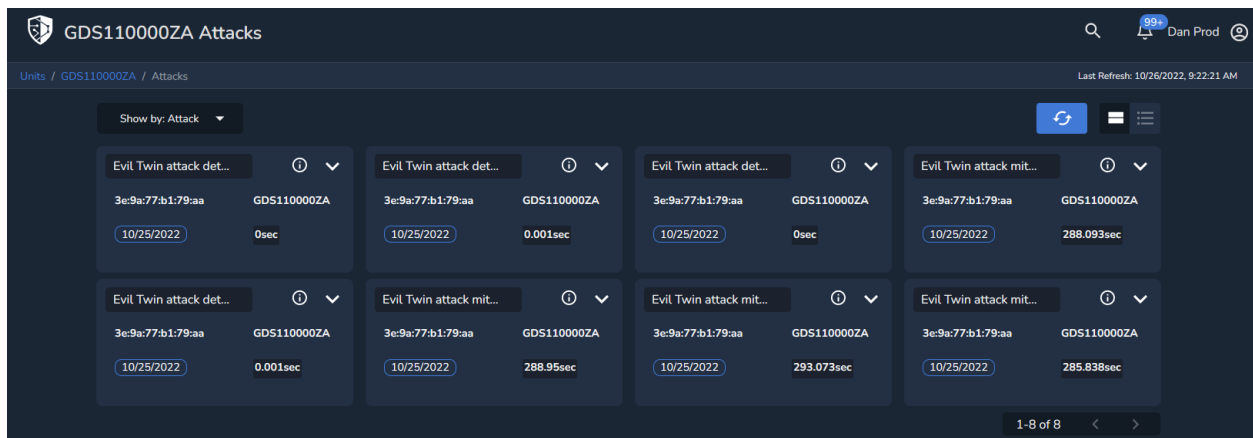 GDS110000ZA Attacks
99+
Dan Prod
Units / GDS110000ZA / Attacks
Last Refresh: 10/26/2022, 9:22:21 AM
Show by: Attack
Evil Twin attack det...
3e:9a:77:b1:79:aa GDS110000ZA
10/25/2022 0sec
Evil Twin attack det...
3e:9a:77:b1:79:aa GDS110000ZA
10/25/2022 0.001sec
Evil Twin attack det...
3e:9a:77:b1:79:aa GDS110000ZA
10/25/2022 0sec
Evil Twin attack mit...
3e:9a:77:b1:79:aa GDS110000ZA
10/25/2022 288.093sec
Evil Twin attack det...
3e:9a:77:b1:79:aa GDS110000ZA
10/25/2022 0.001sec
Evil Twin attack mit...
3e:9a:77:b1:79:aa GDS110000ZA
10/25/2022 288.95sec
Evil Twin attack mit...
3e:9a:77:b1:79:aa GDS110000ZA
10/25/2022 293.073sec
Evil Twin attack mit...
3e:9a:77:b1:79:aa GDS110000ZA
10/25/2022 285.838sec
1-8 of 8